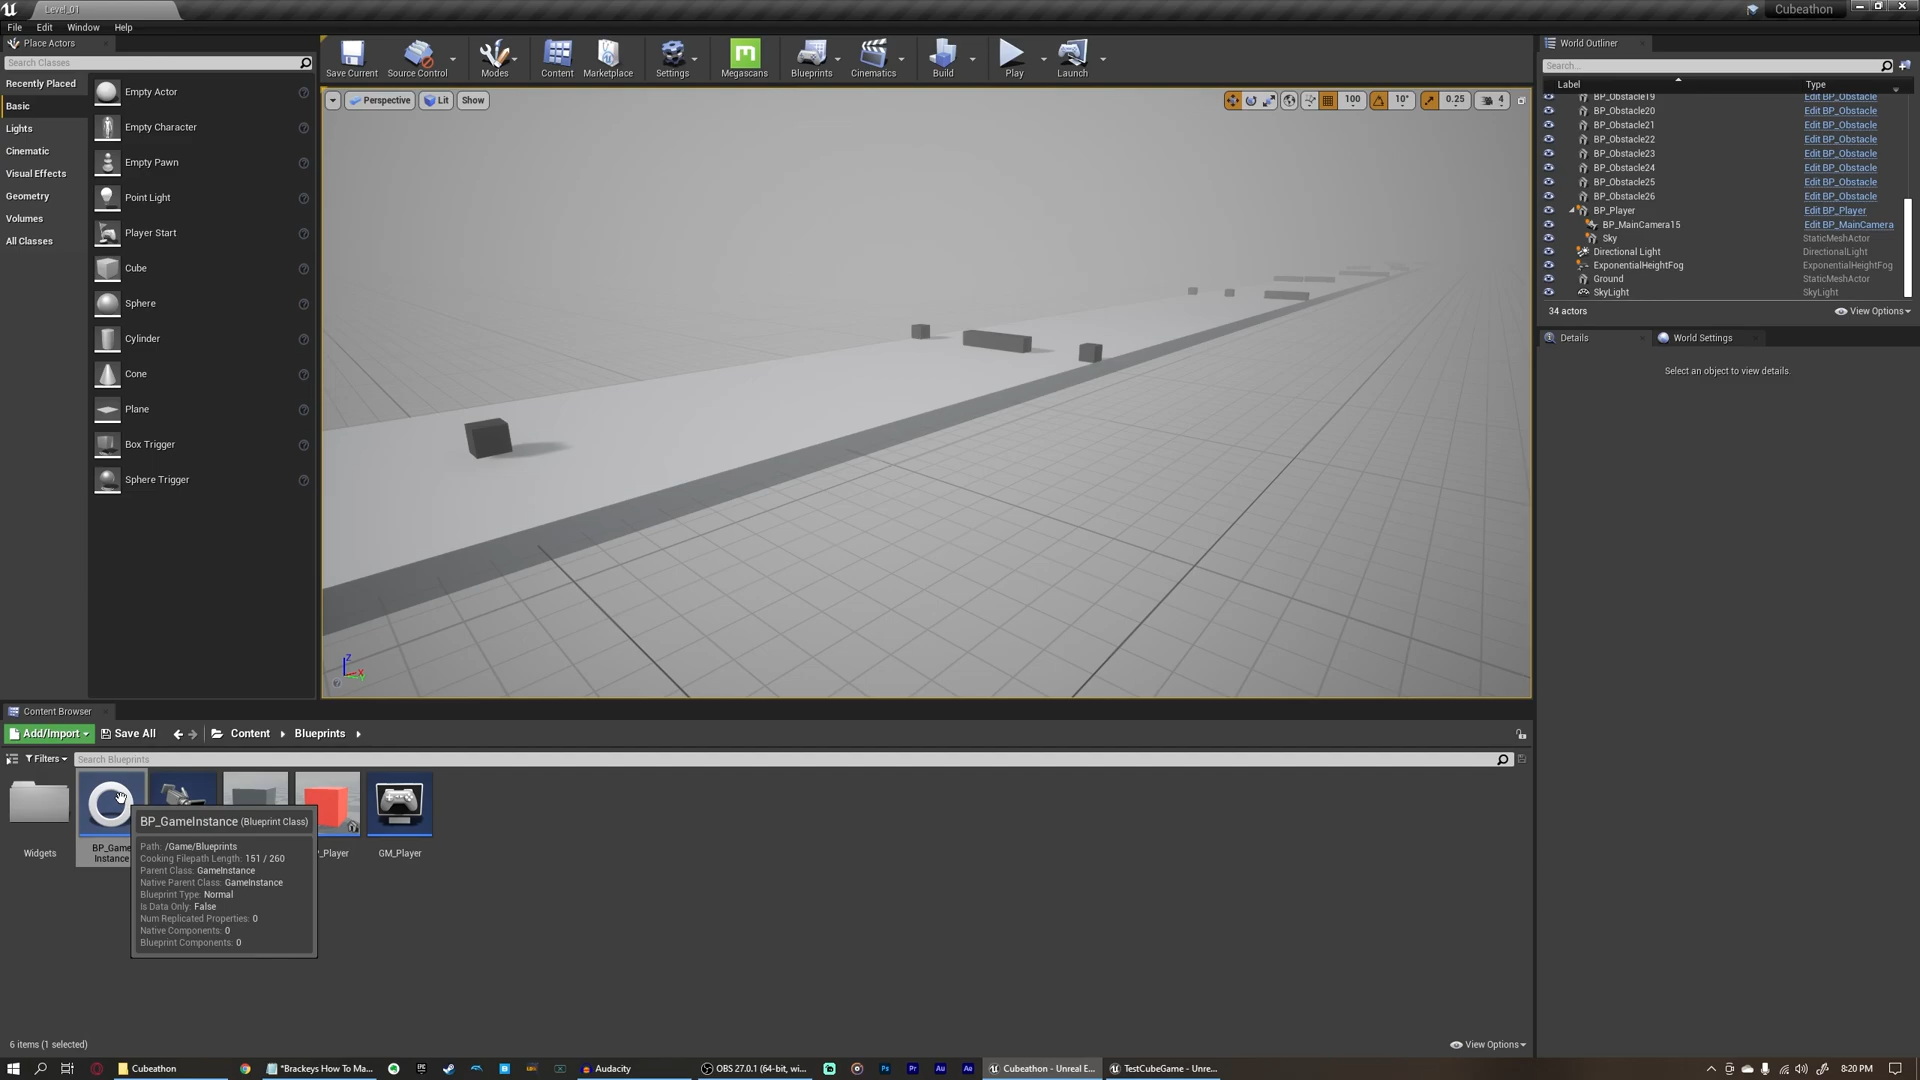 Level_01
Cubeathon
File Edit Window Help
Place Actors
Search Classes
Recently Placed
Basic
Lights
Cinematic
Visual Effects
Geometry
Volumes
All Classes
Empty Actor
Empty Character
Empty Pawn
Point Light
Player Start
Cube
Sphere
Cylinder
Cone
Plane
Box Trigger
Sphere Trigger
Save Current Source Control Modes Content Marketplace Settings Megascans Blueprints Cinematics Build Play Launch
Perspective Lit Show
100 10° 0.25 4
World Outliner
Search...
Label Type
BP_Obstacle19 Edit BP_Obstacle
BP_Obstacle20 Edit BP_Obstacle
BP_Obstacle21 Edit BP_Obstacle
BP_Obstacle22 Edit BP_Obstacle
BP_Obstacle23 Edit BP_Obstacle
BP_Obstacle24 Edit BP_Obstacle
BP_Obstacle25 Edit BP_Obstacle
BP_Obstacle26 Edit BP_Obstacle
BP_Player Edit BP_Player
BP_MainCamera15 Edit BP_MainCamera
Sky StaticMeshActor
Directional Light DirectionalLight
ExponentialHeightFog ExponentialHeightFog
Ground StaticMeshActor
SkyLight SkyLight
34 actors View Options
Details World Settings
Select an object to view details.
Z X
Content Browser
Add/Import Save All Content Blueprints
Filters Search Blueprints
Widgets
BP_Game
Instance
_Player
GM_Player
BP_GameInstance (Blueprint Class)
Path: /Game/Blueprints
Cooking Filepath Length: 151 / 260
Parent Class: GameInstance
Native Parent Class: GameInstance
Blueprint Type: Normal
Is Data Only: False
Num Replicated Properties: 0
Native Components: 0
Blueprint Components: 0
6 items (1 selected) View Options
Cubeathon *Brackeys How To Ma... Audacity OBS 27.0.1 (64-bit, wi... Ps Pr Au Ae Cubeathon - Unreal E... TestCubeGame - Unre... 8:20 PM